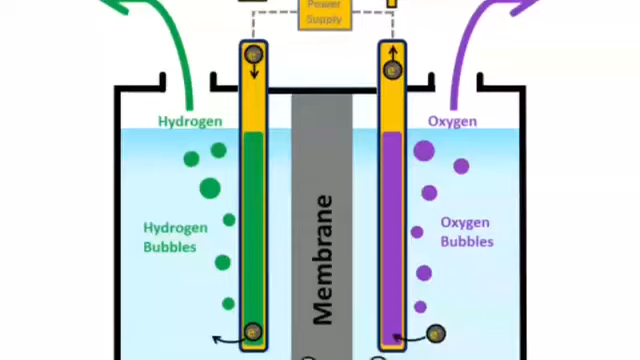 Power
Supply
Hydrogen
Oxygen
Hydrogen
Bubbles
Membrane
Oxygen
Bubbles